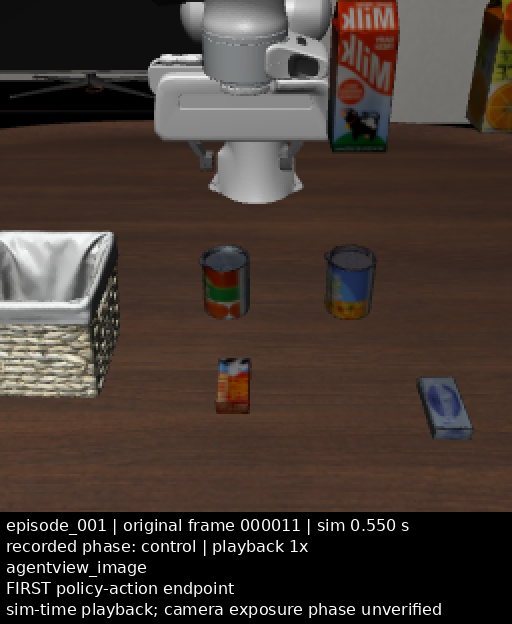 Milk
Milk
episode_001 | original frame 000011 | sim 0.550 s
recorded phase: control | playback 1x
agentview_image
FIRST policy-action endpoint
sim-time playback; camera exposure phase unverified